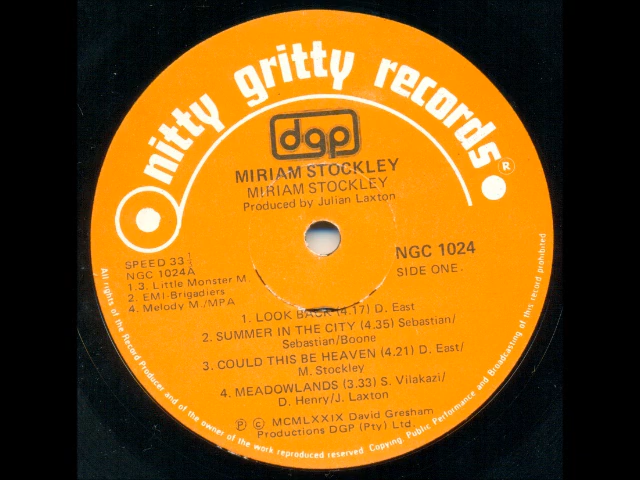 nitty gritty records®
dgp
MIRIAM STOCKLEY
MIRIAM STOCKLEY
Produced by Julian Laxton
SPEED 33 1/3
NGC 1024A
1.3. Little Monster M.
2. EMI-Brigadiers
4. Melody M./MPA
NGC 1024
SIDE ONE.
1. LOOK BACK (4.17) D. East
2. SUMMER IN THE CITY (4.35) Sebastian/
Sebastian/Boone
3. COULD THIS BE HEAVEN (4.21) D. East/
M. Stockley
4. MEADOWLANDS (3.33) S. Vilakazi/
D. Henry/J. Laxton
Ⓟ © MCMLXXIX David Gresham
Productions DGP (Pty) Ltd.
All rights of the Record Producer and of the owner of the work reproduced reserved. Copying, Public Performance and Broadcasting of this record prohibited